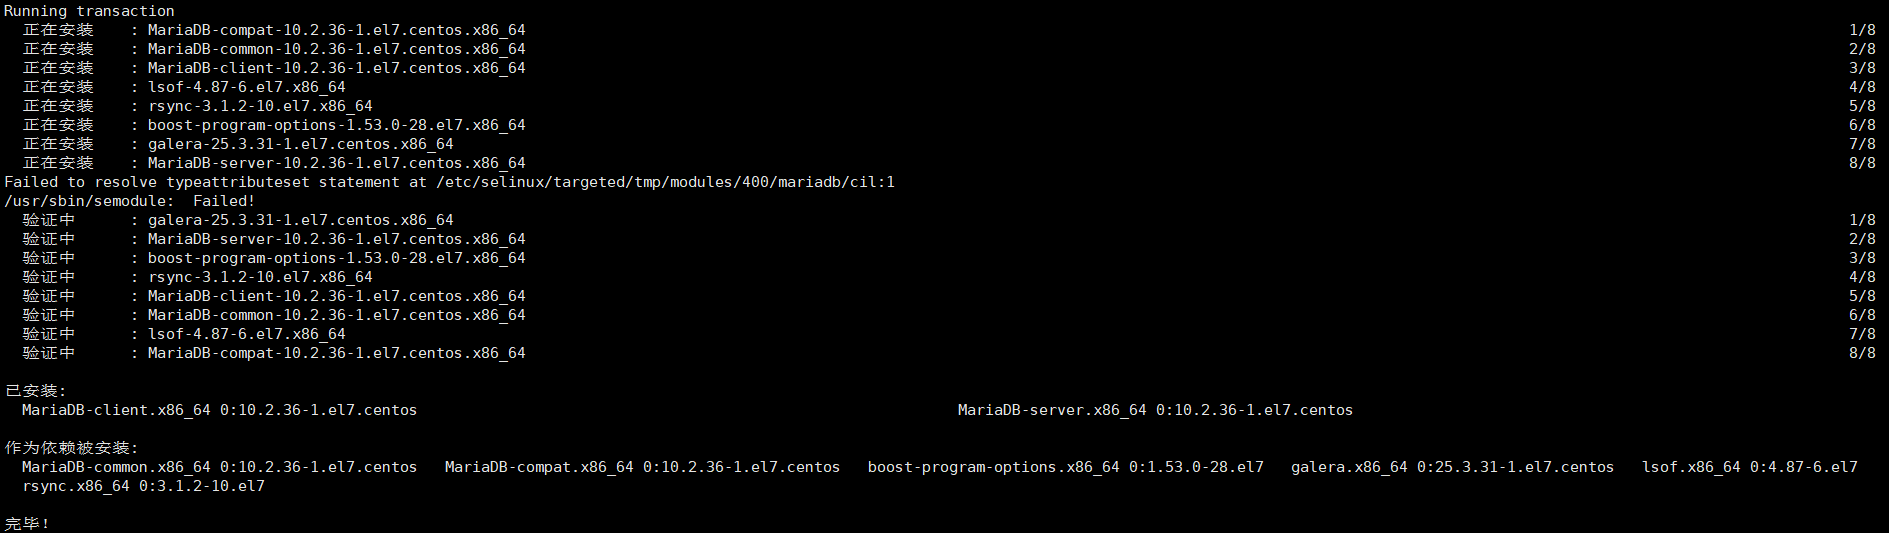 Running transaction
  正在安装    : MariaDB-compat-10.2.36-1.el7.centos.x86_64    1/8
  正在安装    : MariaDB-common-10.2.36-1.el7.centos.x86_64    2/8
  正在安装    : MariaDB-client-10.2.36-1.el7.centos.x86_64    3/8
  正在安装    : lsof-4.87-6.el7.x86_64    4/8
  正在安装    : rsync-3.1.2-10.el7.x86_64    5/8
  正在安装    : boost-program-options-1.53.0-28.el7.x86_64    6/8
  正在安装    : galera-25.3.31-1.el7.centos.x86_64    7/8
  正在安装    : MariaDB-server-10.2.36-1.el7.centos.x86_64    8/8
Failed to resolve typeattributeset statement at /etc/selinux/targeted/tmp/modules/400/mariadb/cil:1
/usr/sbin/semodule:  Failed!
  验证中      : galera-25.3.31-1.el7.centos.x86_64    1/8
  验证中      : MariaDB-server-10.2.36-1.el7.centos.x86_64    2/8
  验证中      : boost-program-options-1.53.0-28.el7.x86_64    3/8
  验证中      : rsync-3.1.2-10.el7.x86_64    4/8
  验证中      : MariaDB-client-10.2.36-1.el7.centos.x86_64    5/8
  验证中      : MariaDB-common-10.2.36-1.el7.centos.x86_64    6/8
  验证中      : lsof-4.87-6.el7.x86_64    7/8
  验证中      : MariaDB-compat-10.2.36-1.el7.centos.x86_64    8/8
已安装:
  MariaDB-client.x86_64 0:10.2.36-1.el7.centos    MariaDB-server.x86_64 0:10.2.36-1.el7.centos
作为依赖被安装:
  MariaDB-common.x86_64 0:10.2.36-1.el7.centos   MariaDB-compat.x86_64 0:10.2.36-1.el7.centos   boost-program-options.x86_64 0:1.53.0-28.el7   galera.x86_64 0:25.3.31-1.el7.centos   lsof.x86_64 0:4.87-6.el7
  rsync.x86_64 0:3.1.2-10.el7
完毕！